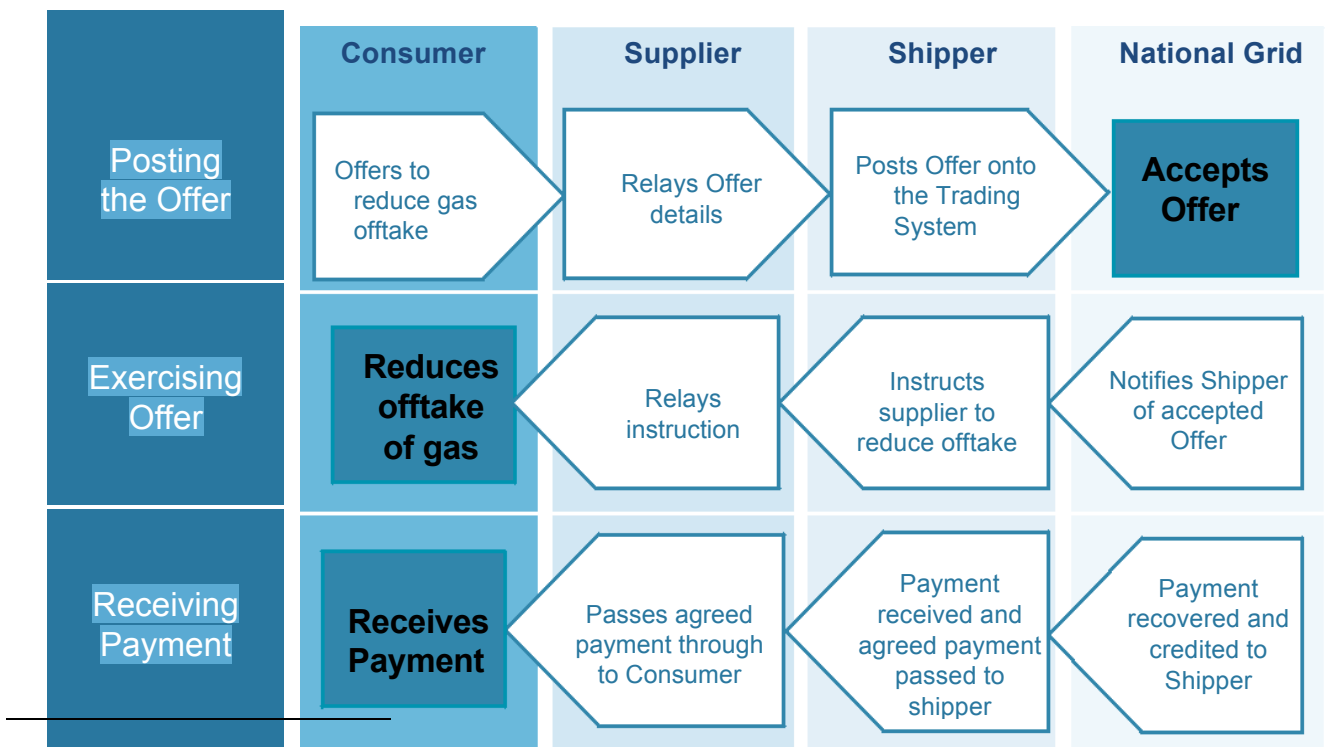 Consumer
Supplier
Shipper
National Grid
Posting
the Offer
Offers to
reduce gas
offtake
Relays Offer
details
Posts Offer onto
the Trading
System
Accepts
Offer
Exercising
Offer
Reduces
offtake
of gas
Relays
instruction
Instructs
supplier to
reduce offtake
Notifies Shipper
of accepted
Offer
Receiving
Payment
Receives
Payment
Passes agreed
payment through
to Consumer
Payment
received and
agreed payment
passed to
shipper
Payment
recovered and
credited to
Shipper